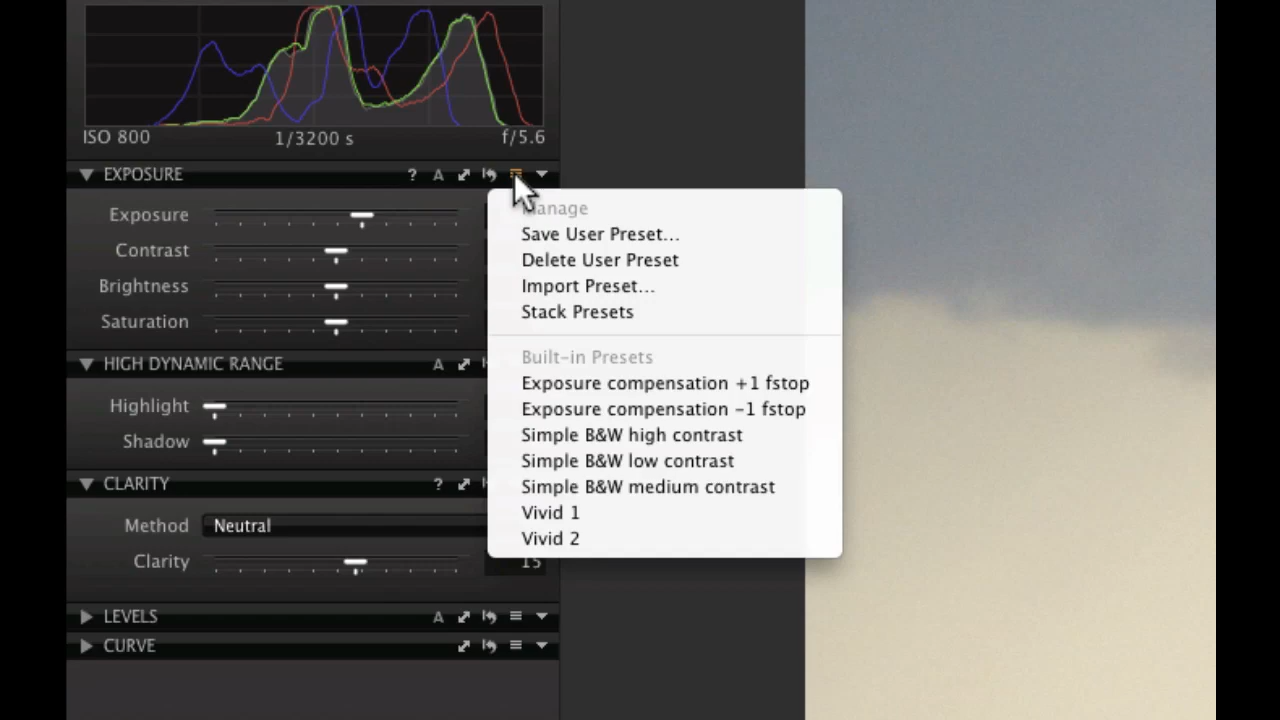 ISO 800 1/3200 s f/5.6
EXPOSURE ? A
Exposure
Contrast
Brightness
Saturation
HIGH DYNAMIC RANGE A
Highlight
Shadow
CLARITY ?
Method Neutral
Clarity 15
LEVELS A
CURVE
Manage
Save User Preset...
Delete User Preset
Import Preset...
Stack Presets
Built-in Presets
Exposure compensation +1 fstop
Exposure compensation -1 fstop
Simple B&W high contrast
Simple B&W low contrast
Simple B&W medium contrast
Vivid 1
Vivid 2